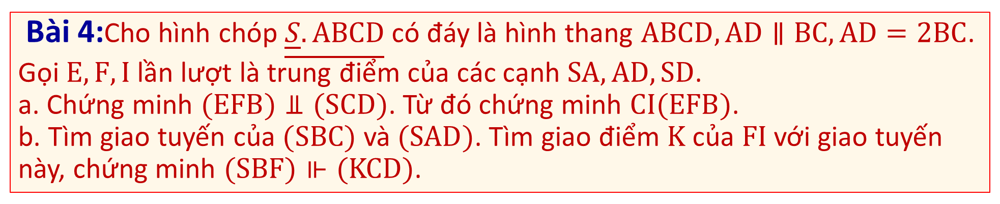 Bài 4:Cho hình chóp S. ABCD có đáy là hình thang ABCD, AD ∥ BC, AD = 2BC.
Gọi E, F, I lần lượt là trung điểm của các cạnh SA, AD, SD.
a. Chứng minh (EFB) ⫫ (SCD). Từ đó chứng minh CI(EFB).
b. Tìm giao tuyến của (SBC) và (SAD). Tìm giao điểm K của FI với giao tuyến
này, chứng minh (SBF) ⊩ (KCD).